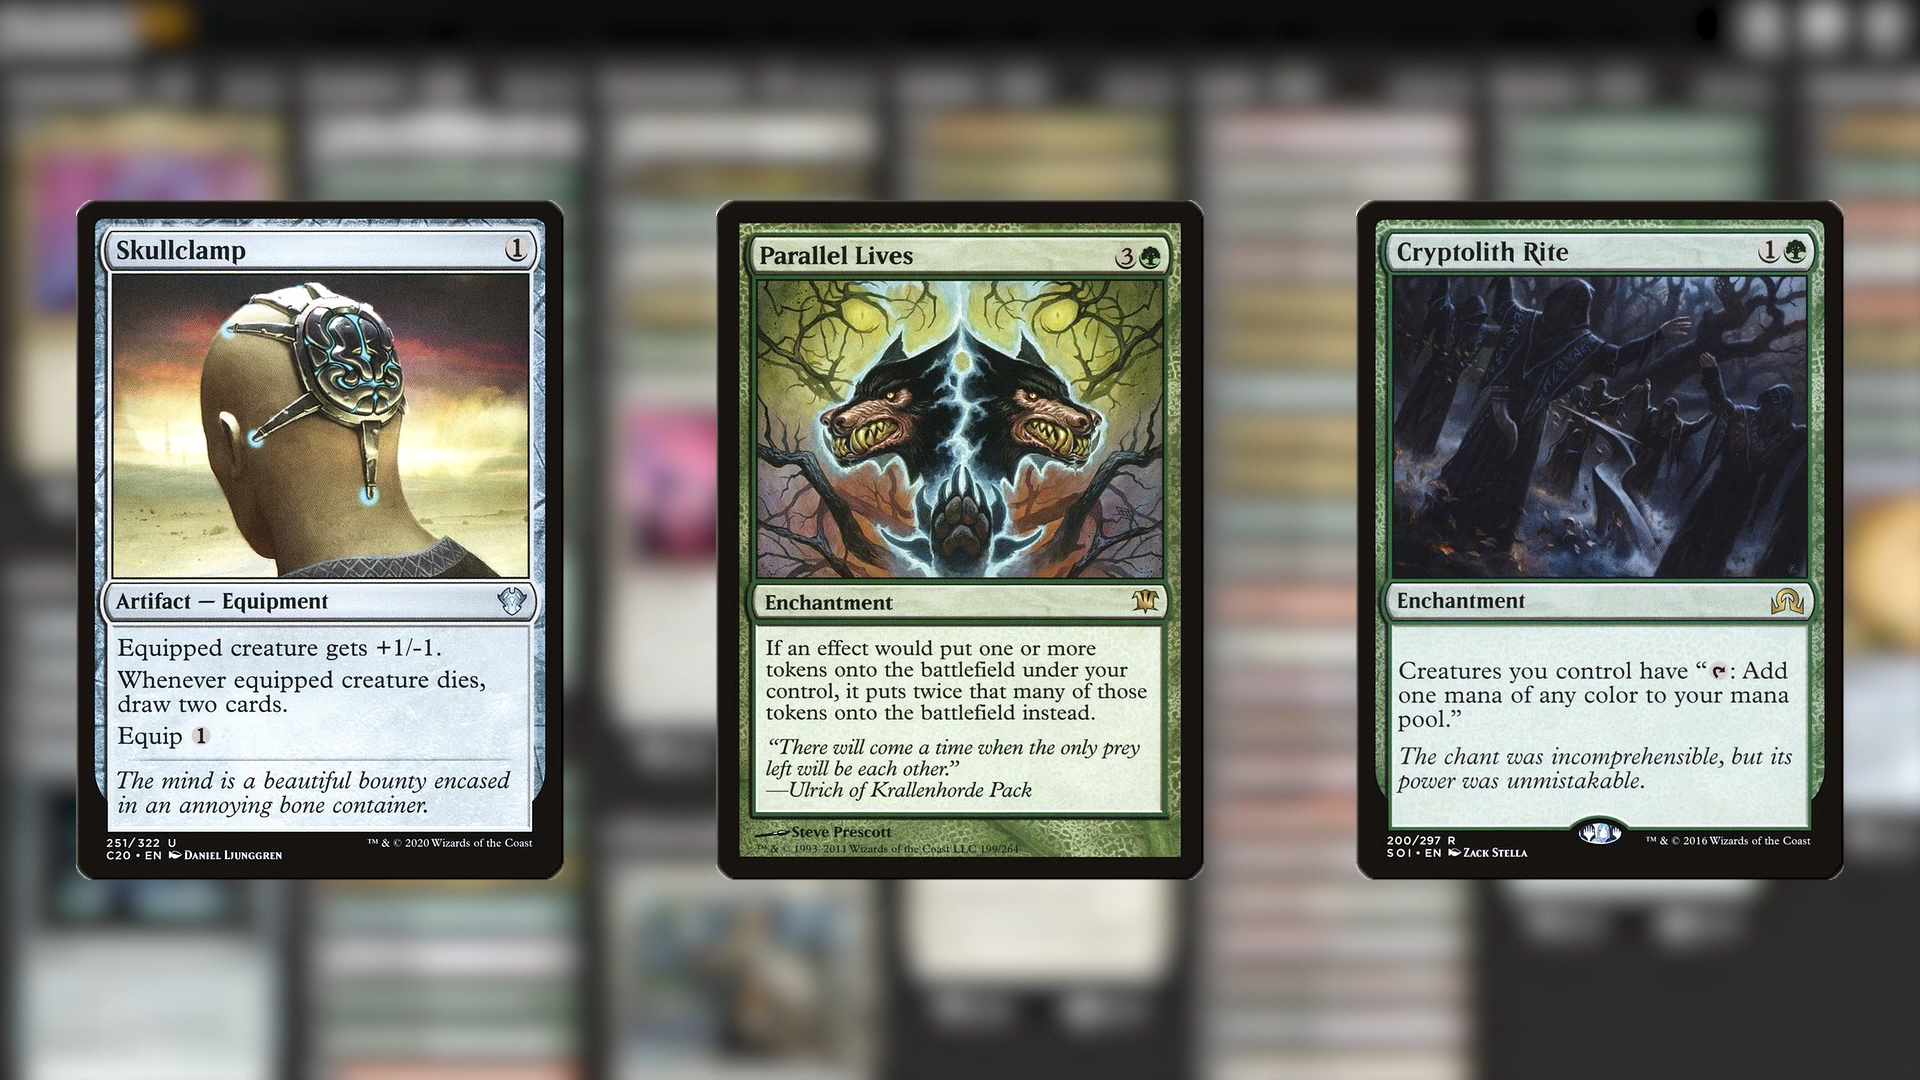 Skullclamp 1
Artifact — Equipment
Equipped creature gets +1/-1.
Whenever equipped creature dies,
draw two cards.
Equip 1
The mind is a beautiful bounty encased
in an annoying bone container.
251/322 U
C20 • EN Daniel Ljunggren
™ & © 2020 Wizards of the Coast
Parallel Lives 3
Enchantment
If an effect would put one or more
tokens onto the battlefield under your
control, it puts twice that many of those
tokens onto the battlefield instead.
“There will come a time when the only prey
left will be each other.”
—Ulrich of Krallenhorde Pack
Steve Prescott
™ & © 1993–2011 Wizards of the Coast LLC 199/264
Cryptolith Rite 1
Enchantment
Creatures you control have “ : Add
one mana of any color to your mana
pool.”
The chant was incomprehensible, but its
power was unmistakable.
200/297 R
SOI • EN Zack Stella
™ & © 2016 Wizards of the Coast